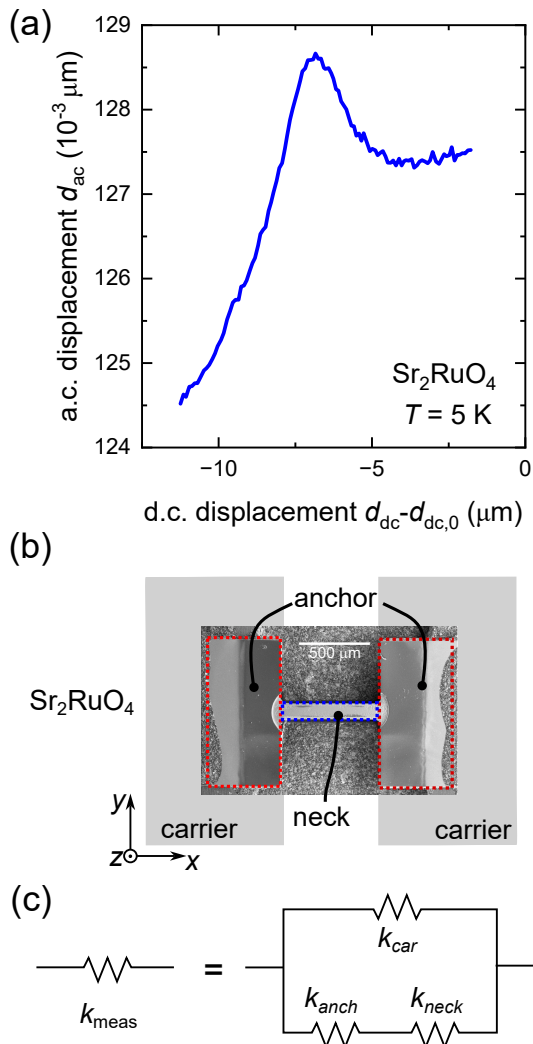 (a)
129
128
127
126
125
124
a.c. displacement d_ac (10⁻³ μm)
Sr₂RuO₄
T = 5 K
−10
−5
0
d.c. displacement d_dc-d_dc,0 (μm)
(b)
anchor
500 μm
Sr₂RuO₄
neck
y
carrier
carrier
z
x
(c)
k_car
=
k_meas
k_anch
k_neck